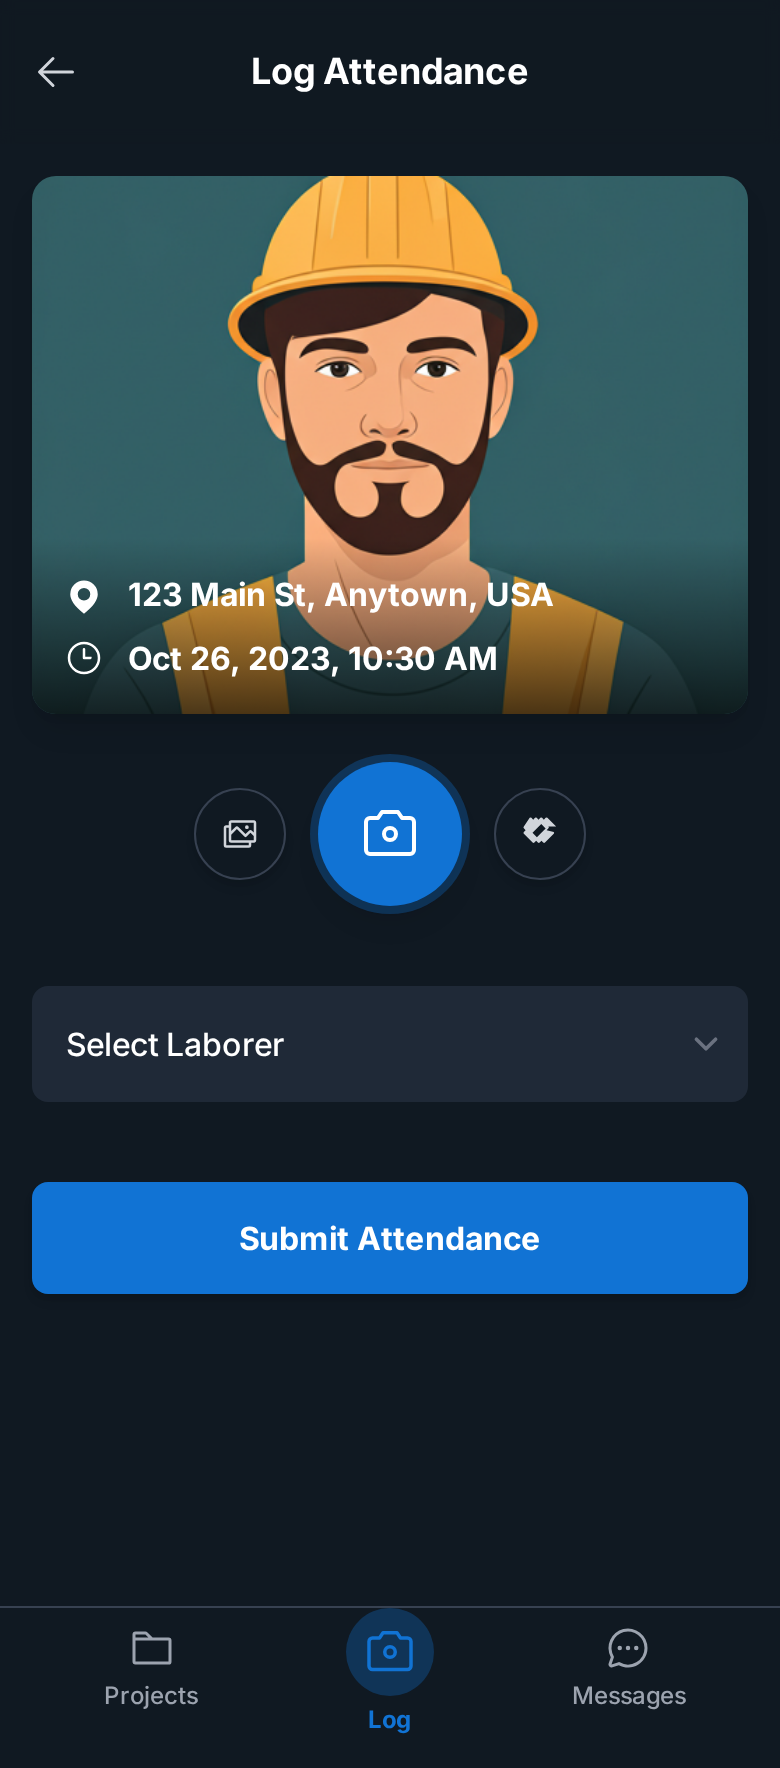 Log Attendance
123 Main St, Anytown, USA
Oct 26, 2023, 10:30 AM
Select Laborer
Submit Attendance
Projects
Log
Messages